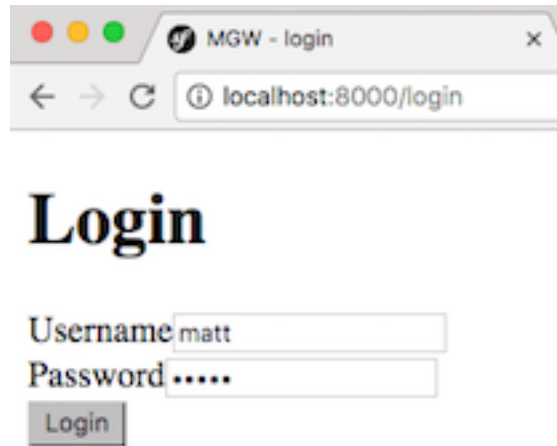 MGW - login
localhost:8000/login
Login
Username matt
Password •••••
Login